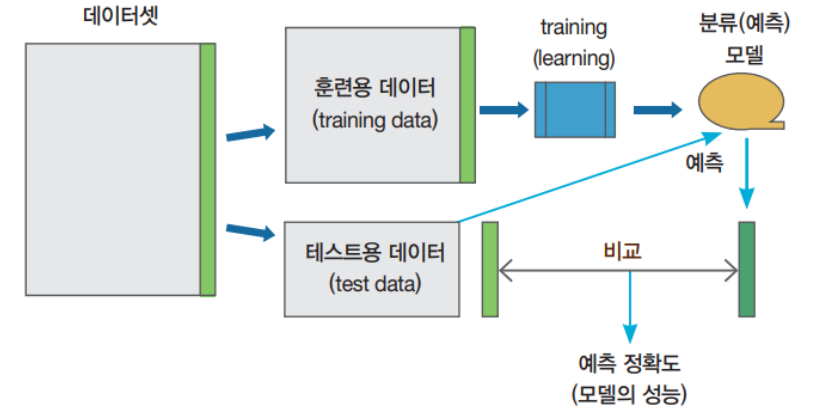 데이터셋
훈련용 데이터
(training data)
training
(learning)
분류(예측)
모델
예측
테스트용 데이터
(test data)
비교
예측 정확도
(모델의 성능)